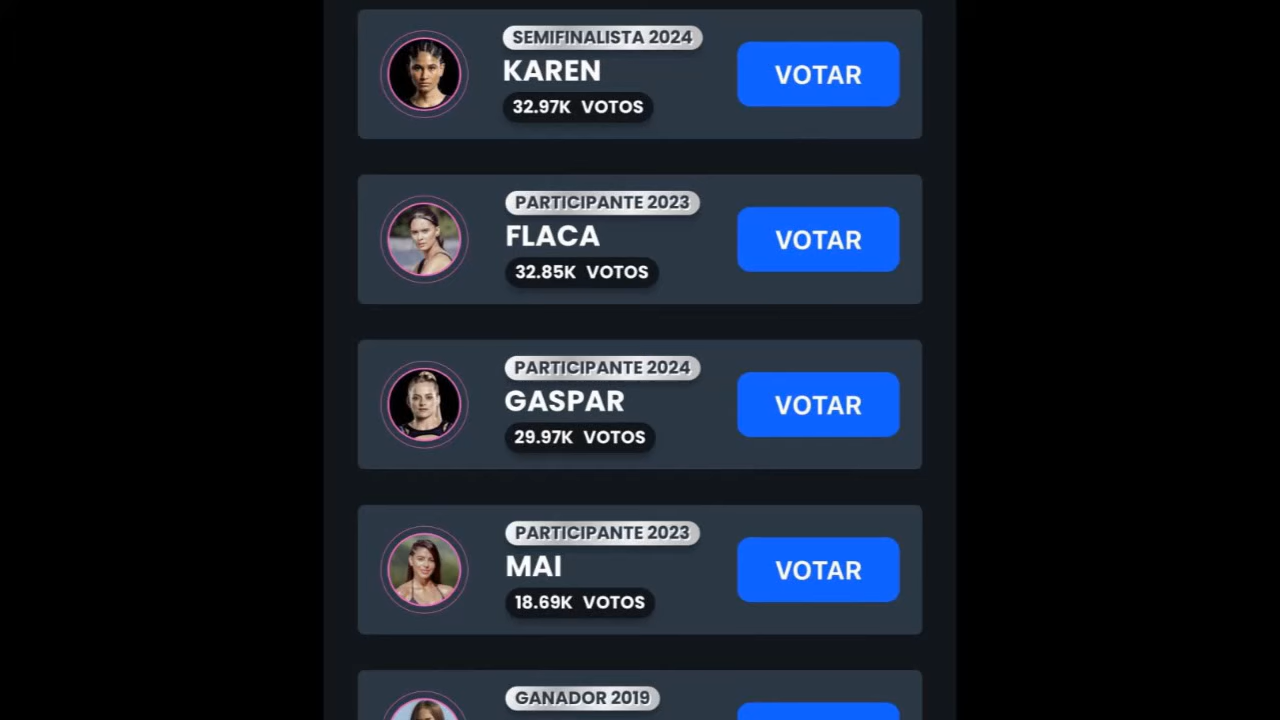 SEMIFINALISTA 2024
KAREN
32.97K VOTOS
VOTAR
PARTICIPANTE 2023
FLACA
32.85K VOTOS
VOTAR
PARTICIPANTE 2024
GASPAR
29.97K VOTOS
VOTAR
PARTICIPANTE 2023
MAI
18.69K VOTOS
VOTAR
GANADOR 2019